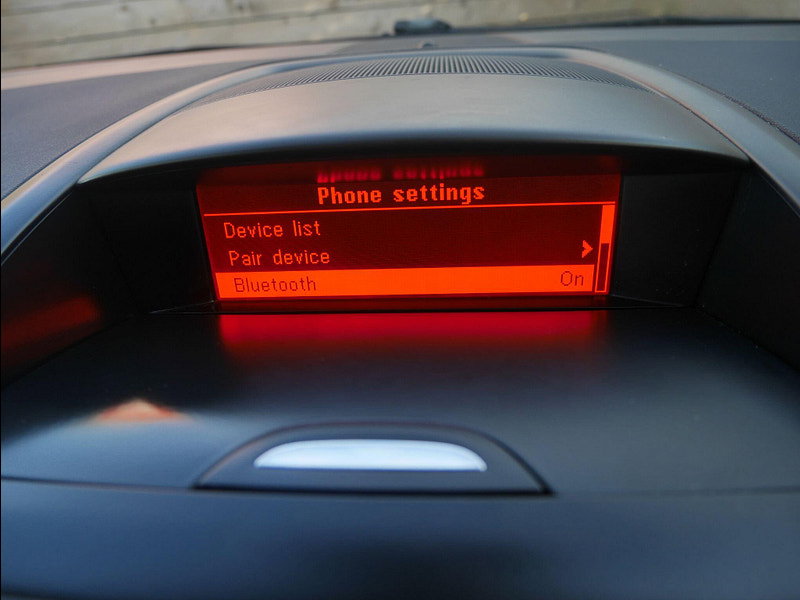 Phone settings
Device list
Pair device >
Bluetooth On